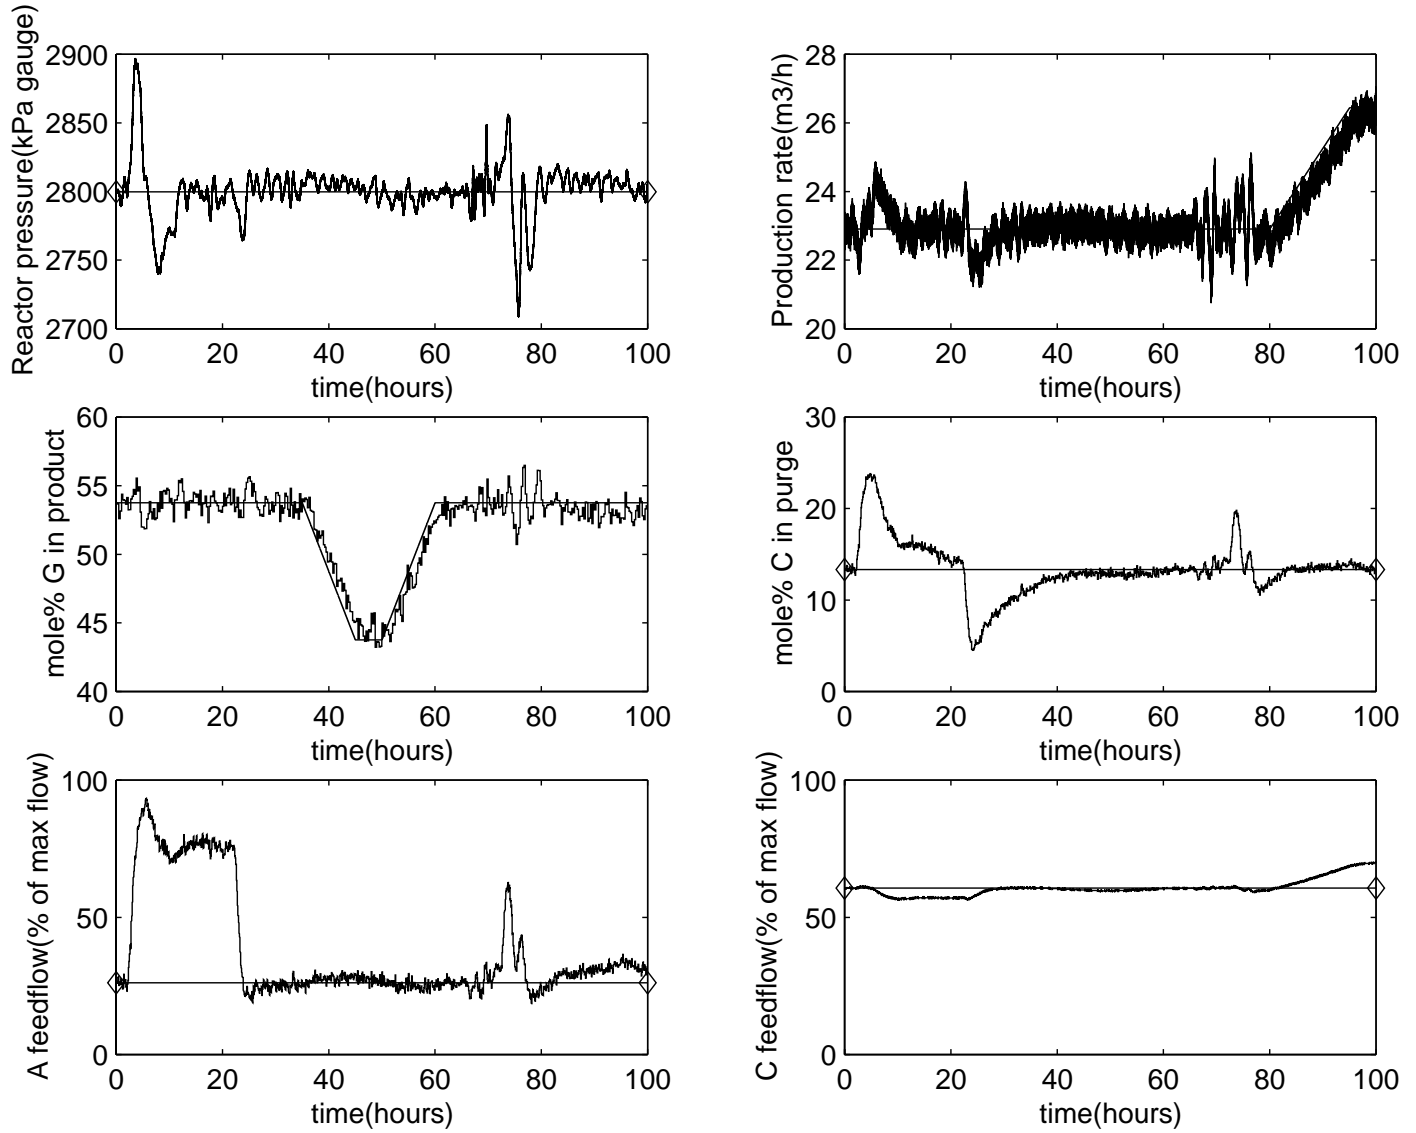 Reactor pressure(kPa gauge)
2900
2850
2800
2750
2700
0 20 40 60 80 100
time(hours)
Production rate(m3/h)
28
26
24
22
20
0 20 40 60 80 100
time(hours)
mole% G in product
60
55
50
45
40
0 20 40 60 80 100
time(hours)
mole% C in purge
30
20
10
0
0 20 40 60 80 100
time(hours)
A feedflow(% of max flow)
100
50
0
0 20 40 60 80 100
time(hours)
C feedflow(% of max flow)
100
50
0
0 20 40 60 80 100
time(hours)